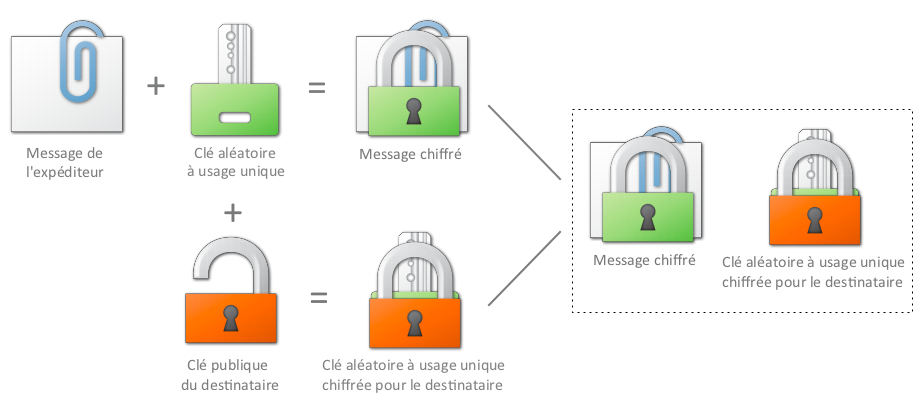 Message de
l'expéditeur
+
Clé aléatoire
à usage unique
=
Message chiffré
+
Clé publique
du destinataire
=
Clé aléatoire à usage unique
chiffrée pour le destinataire
Message chiffré
Clé aléatoire à usage unique
chiffrée pour le destinataire